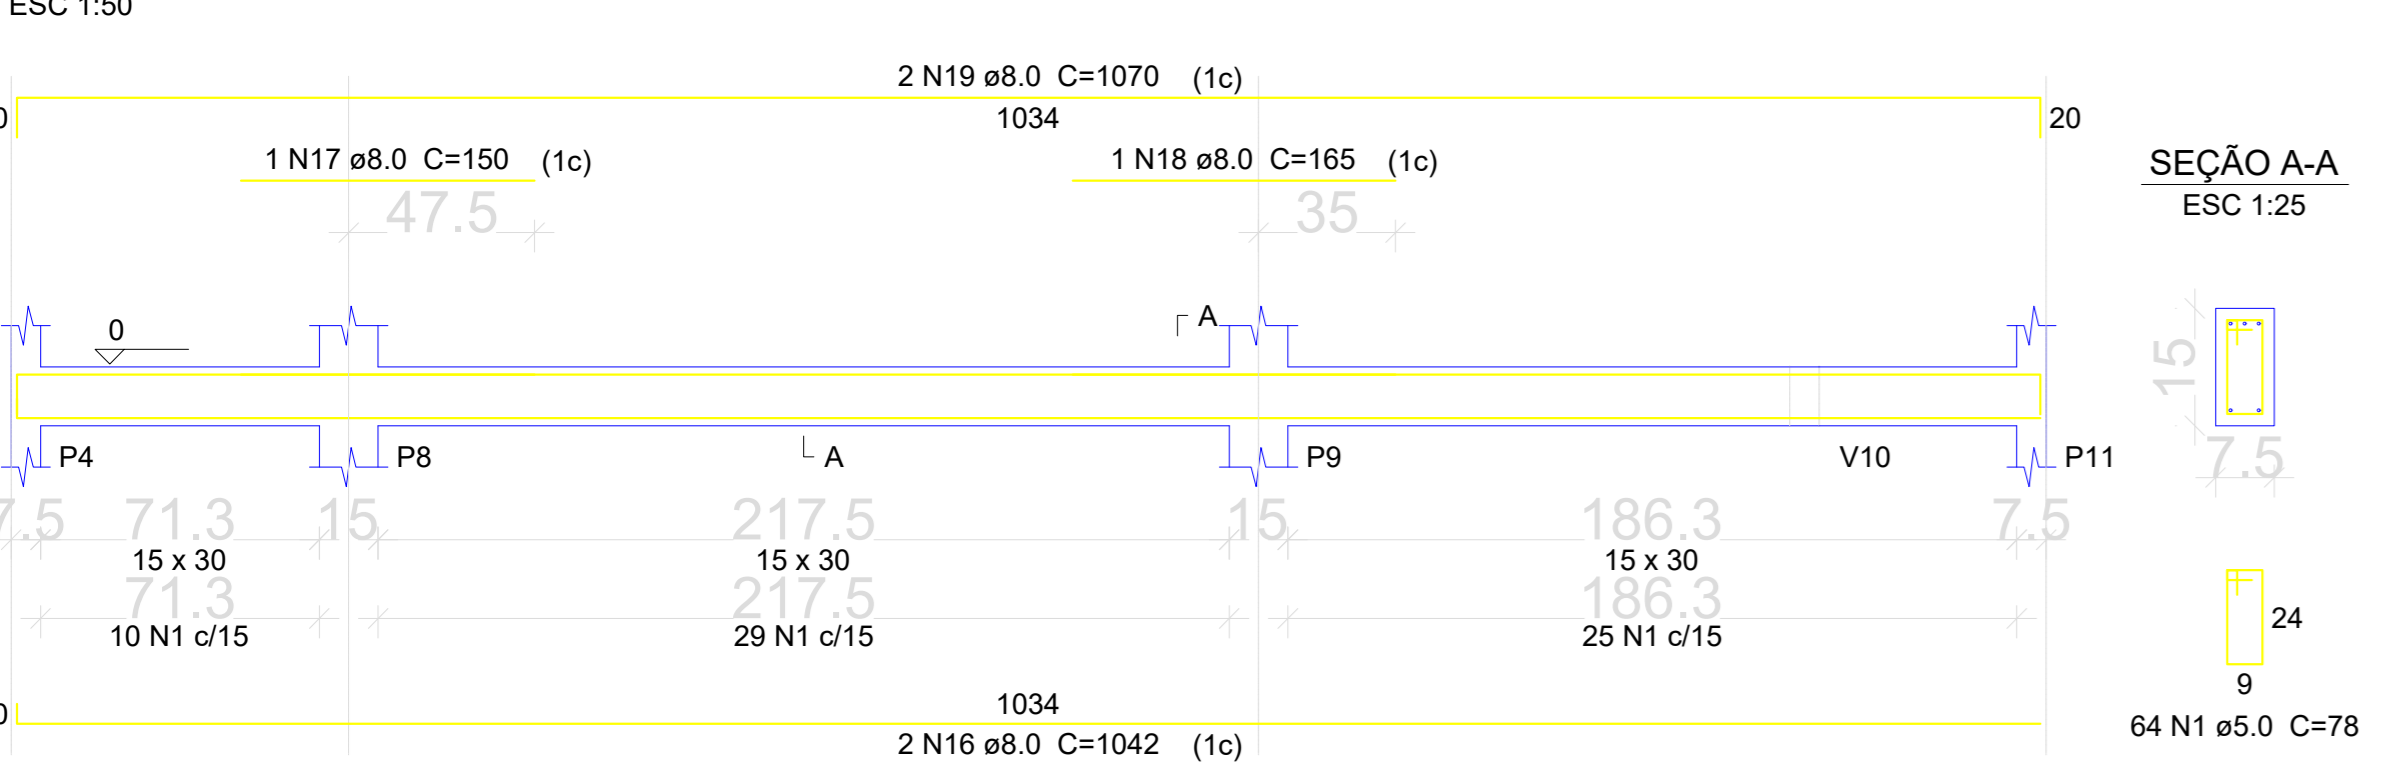 ESC 1:50
2 N19 ø8.0 C=1070 (1c)
0
1034
20
1 N17 ø8.0 C=150 (1c)
1 N18 ø8.0 C=165 (1c)
SEÇÃO A-A
ESC 1:25
47.5
35
0
A
15
7.5
P4
P8
A
P9
V10
P11
7.5
71.3
15
217.5
15
186.3
7.5
15 x 30
15 x 30
15 x 30
71.3
217.5
186.3
10 N1 c/15
29 N1 c/15
25 N1 c/15
24
9
64 N1 ø5.0 C=78
0
1034
2 N16 ø8.0 C=1042 (1c)